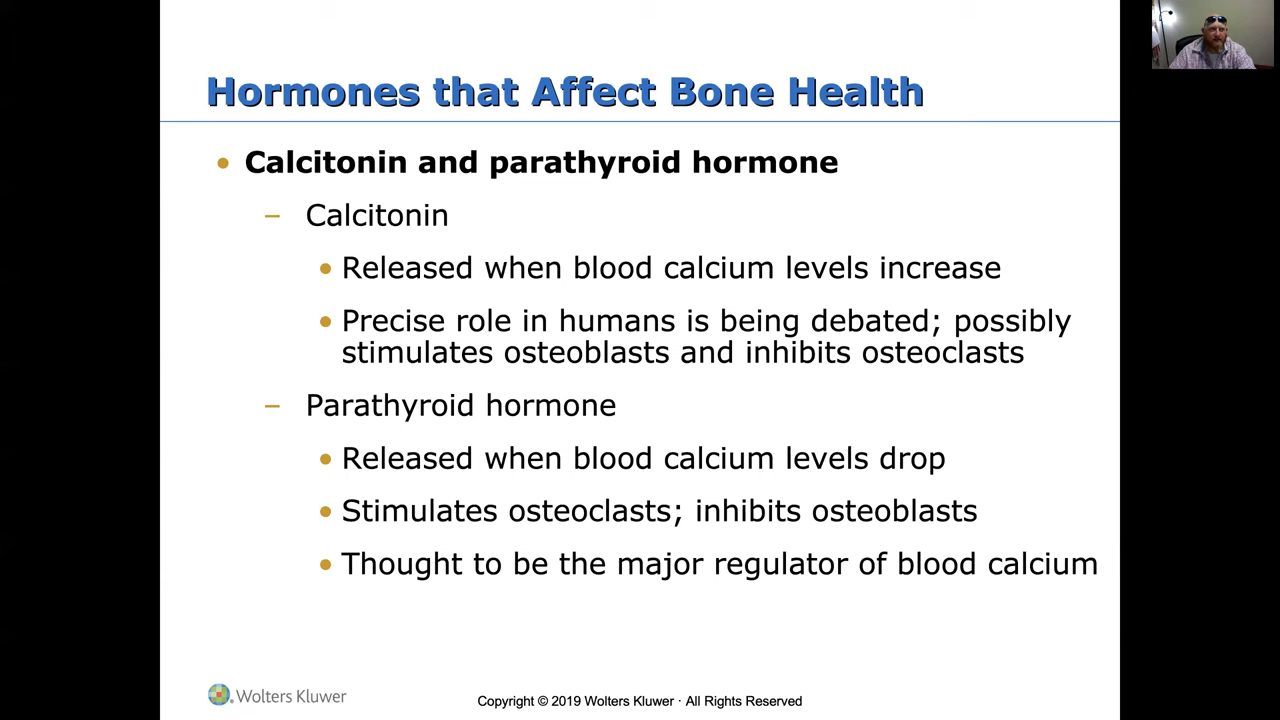 Hormones that Affect Bone Health
• Calcitonin and parathyroid hormone
– Calcitonin
• Released when blood calcium levels increase
• Precise role in humans is being debated; possibly
stimulates osteoblasts and inhibits osteoclasts
– Parathyroid hormone
• Released when blood calcium levels drop
• Stimulates osteoclasts; inhibits osteoblasts
• Thought to be the major regulator of blood calcium
Wolters Kluwer
Copyright © 2019 Wolters Kluwer · All Rights Reserved